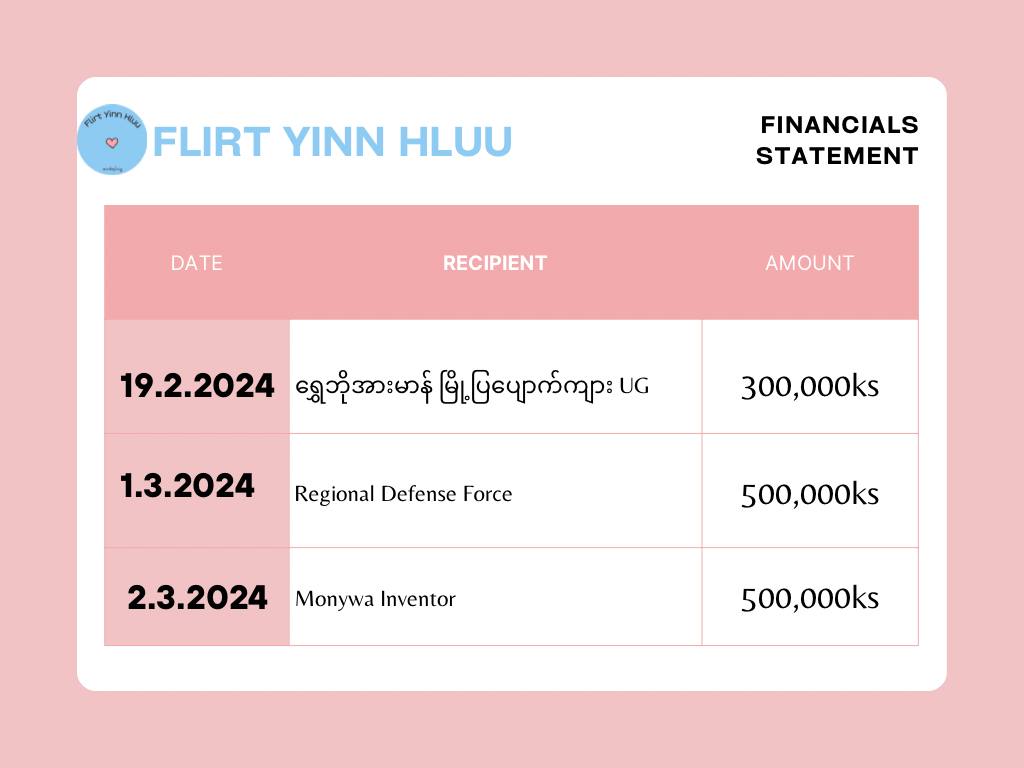 Flirt Yinn Hluu
FLIRT YINN HLUU
FINANCIALS
STATEMENT
DATE RECIPIENT AMOUNT
19.2.2024 ရွှေဘိုအားမာန် မြို့ပြပျောက်ကျား UG 300,000ks
1.3.2024 Regional Defense Force 500,000ks
2.3.2024 Monywa Inventor 500,000ks